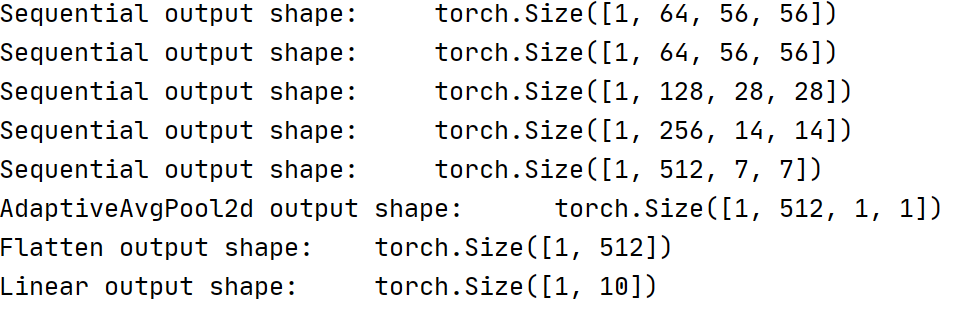 Sequential output shape:     torch.Size([1, 64, 56, 56])
Sequential output shape:     torch.Size([1, 64, 56, 56])
Sequential output shape:     torch.Size([1, 128, 28, 28])
Sequential output shape:     torch.Size([1, 256, 14, 14])
Sequential output shape:     torch.Size([1, 512, 7, 7])
AdaptiveAvgPool2d output shape:      torch.Size([1, 512, 1, 1])
Flatten output shape:    torch.Size([1, 512])
Linear output shape:     torch.Size([1, 10])